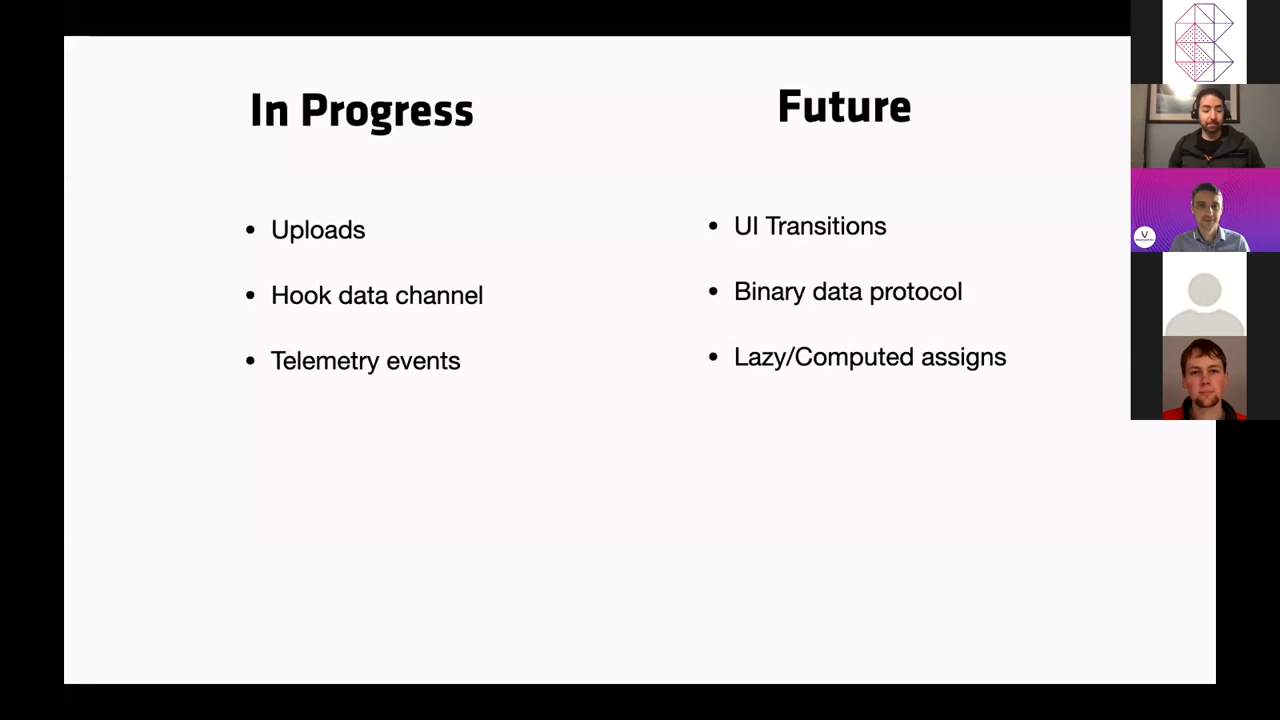 In Progress
Uploads
Hook data channel
Telemetry events
Future
UI Transitions
Binary data protocol
Lazy/Computed assigns